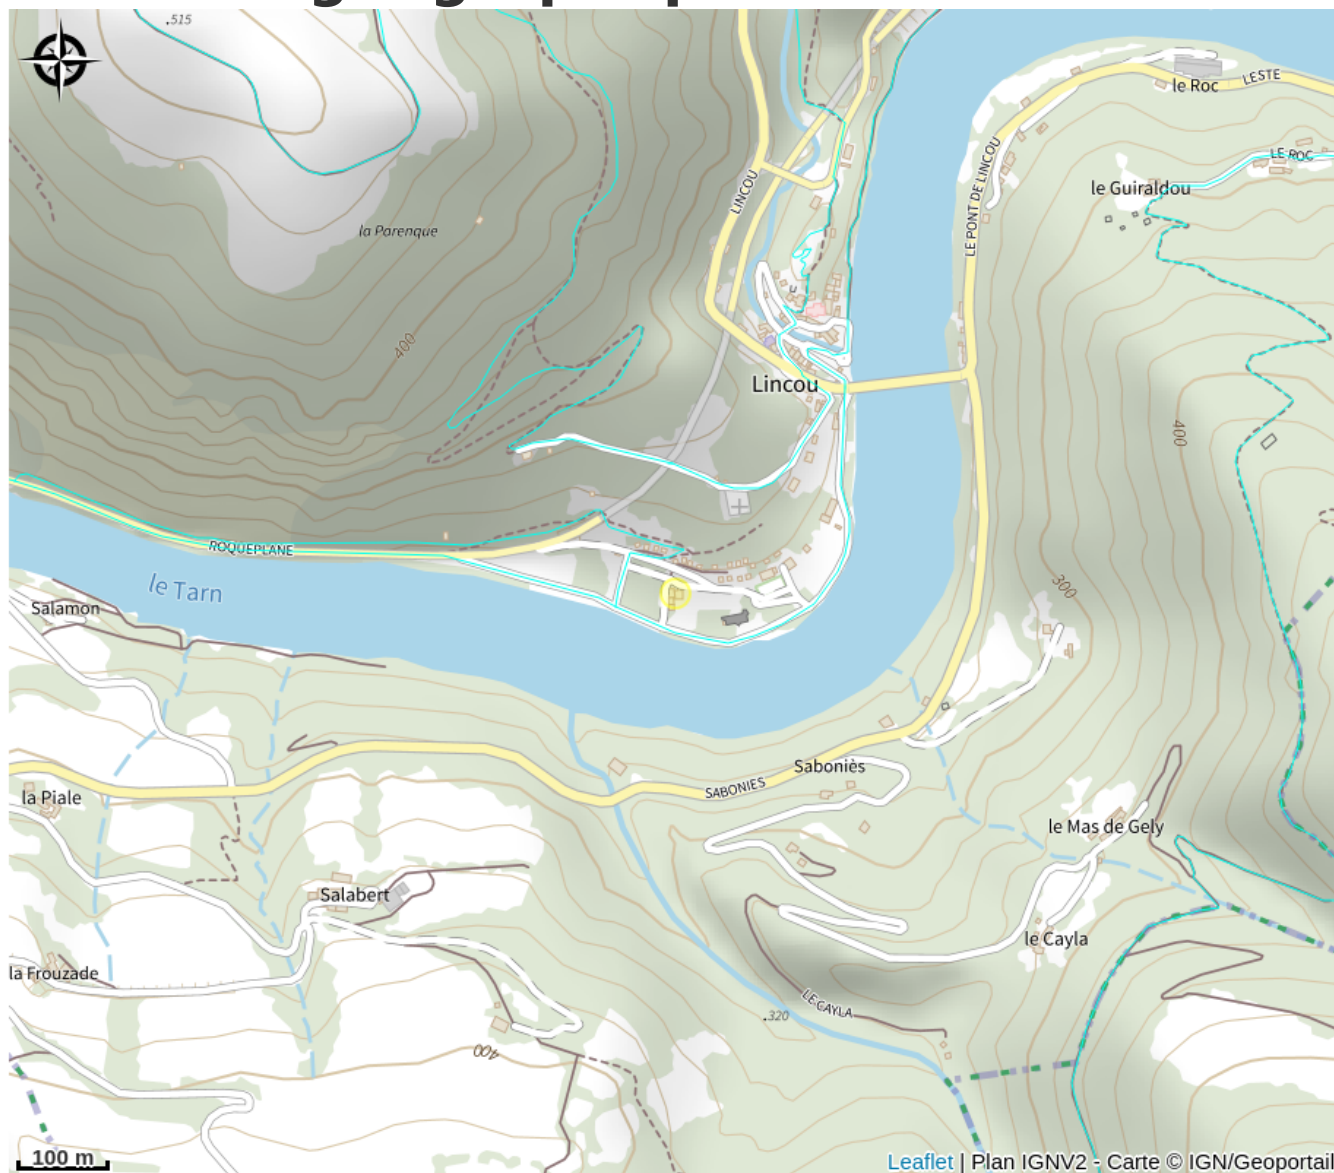 .515
le Roc
LESTE
LE ROC
le Guiraldou
LINCOU
LE PONT DE LINCOU
la Parenque
400
Lincou
400
ROQUEPLANE
le Tarn
Salamon
300
Saboniès
SABONIES
la Piale
le Mas de Gely
Salabert
le Cayla
la Frouzade
LE CAYLA
.320
400
100 m
Leaflet | Plan IGNV2 - Carte © IGN/Geoportail